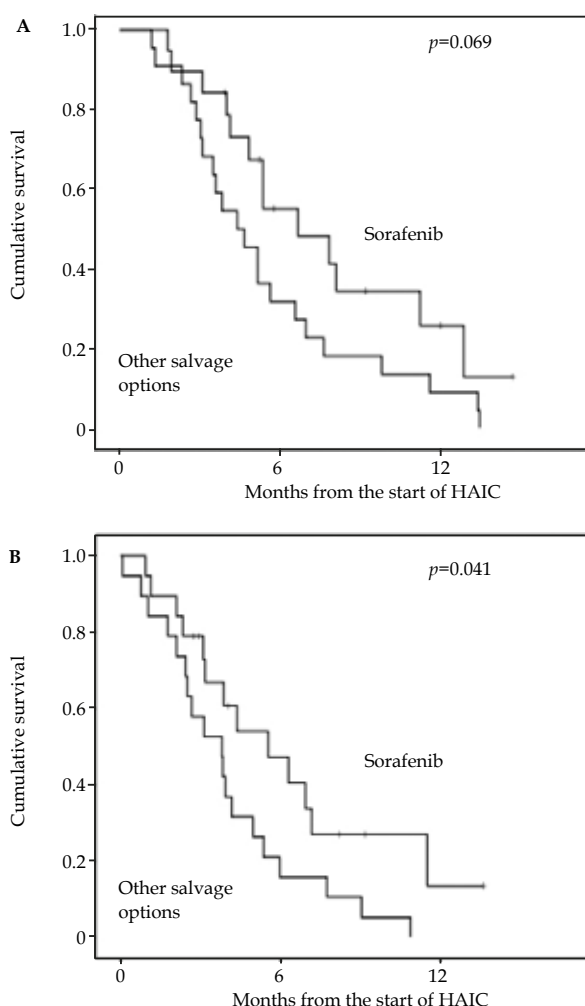 A
p=0.069
Cumulative survival
1.0
0.8
0.6
0.4
0.2
0
Sorafenib
Other salvage
options
0 6 12
Months from the start of HAIC
B
p=0.041
Cumulative survival
1.0
0.8
0.6
0.4
0.2
0
Sorafenib
Other salvage
options
0 6 12
Months from the start of HAIC